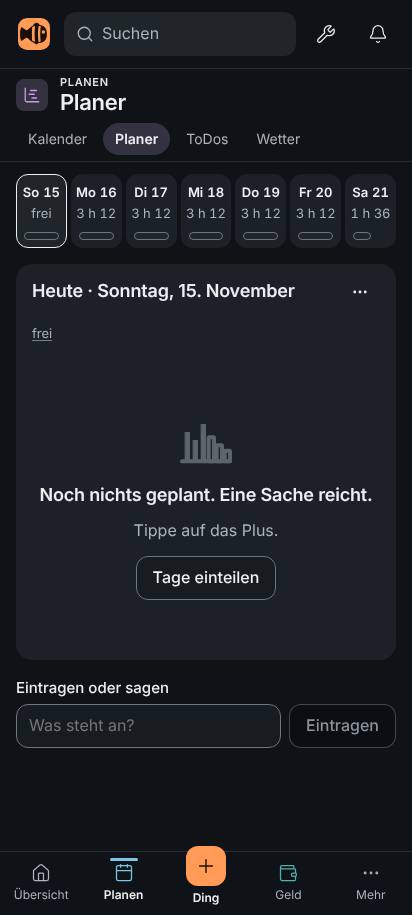 Suchen
PLANEN
Planer
Kalender Planer ToDos Wetter
So 15 Mo 16 Di 17 Mi 18 Do 19 Fr 20 Sa 21
frei 3 h 12 3 h 12 3 h 12 3 h 12 3 h 12 1 h 36
Heute · Sonntag, 15. November
frei
Noch nichts geplant. Eine Sache reicht.
Tippe auf das Plus.
Tage einteilen
Eintragen oder sagen
Was steht an? Eintragen
Übersicht Planen Ding Geld Mehr